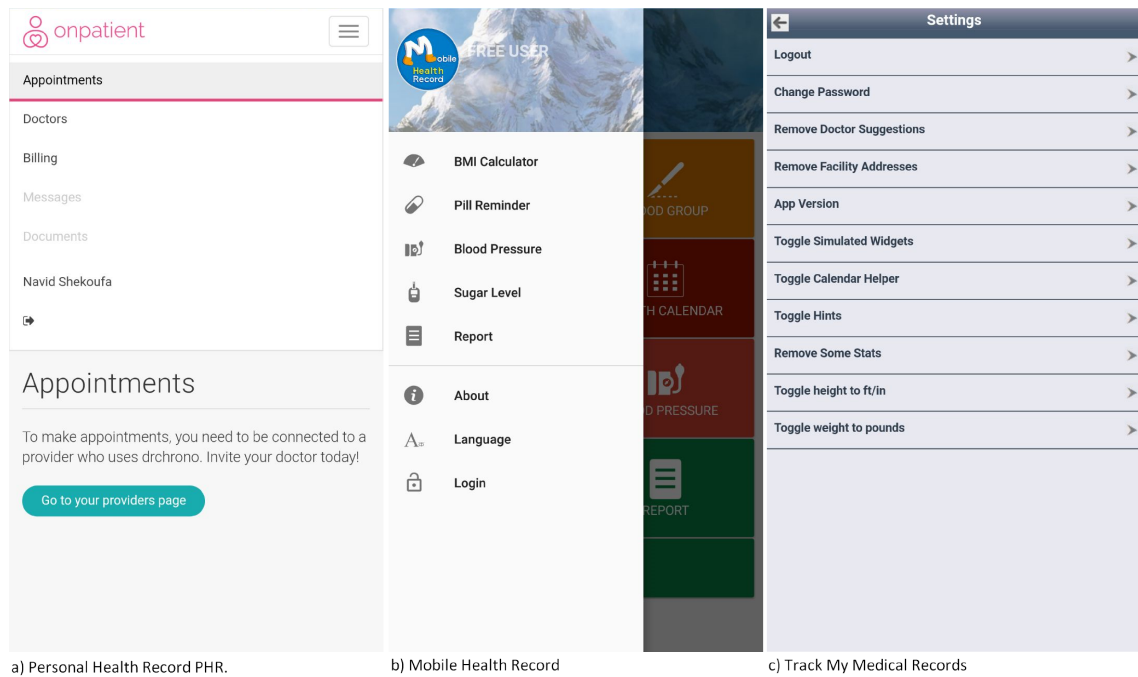 onpatient
Appointments
Doctors
Billing
Messages
Documents
Navid Shekoufa
Appointments
To make appointments, you need to be connected to a
provider who uses drchrono. Invite your doctor today!
Go to your providers page
a) Personal Health Record PHR.
Mobile
Health
Record
FREE USER
BMI Calculator
Pill Reminder
Blood Pressure
Sugar Level
Report
About
Language
Login
OOD GROUP
TH CALENDAR
D PRESSURE
REPORT
b) Mobile Health Record
Settings
Logout
Change Password
Remove Doctor Suggestions
Remove Facility Addresses
App Version
Toggle Simulated Widgets
Toggle Calendar Helper
Toggle Hints
Remove Some Stats
Toggle height to ft/in
Toggle weight to pounds
c) Track My Medical Records